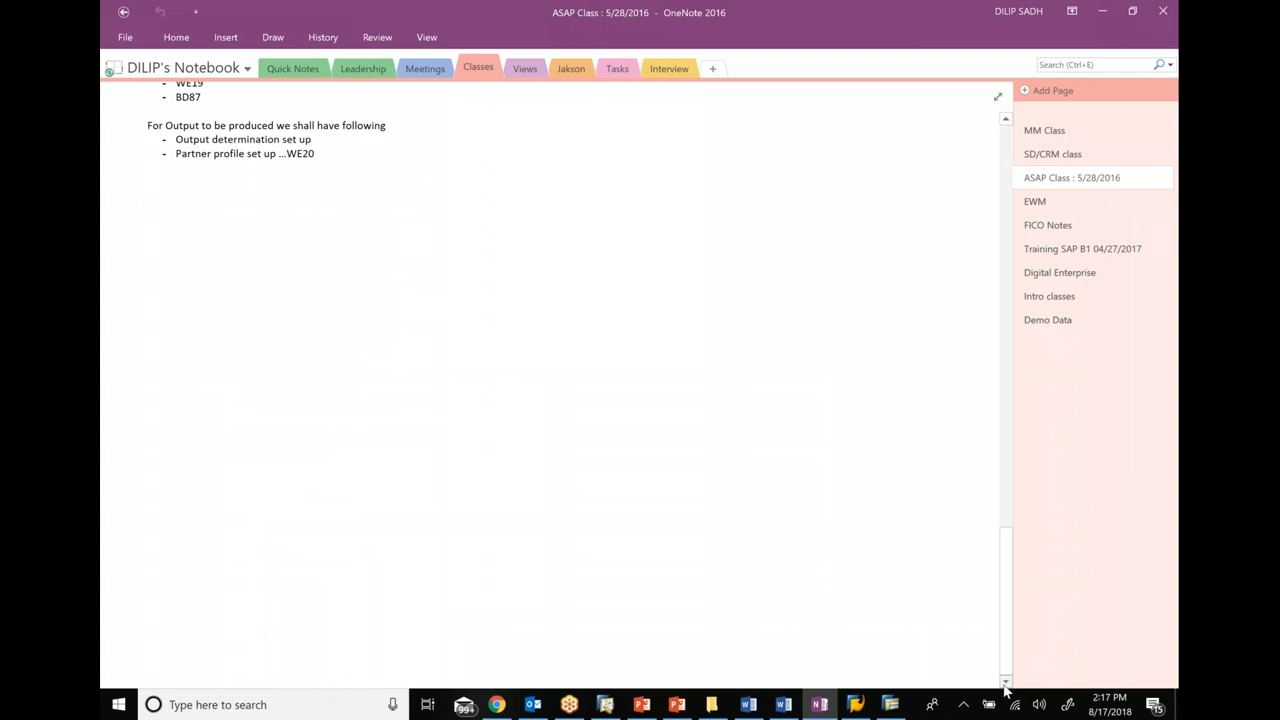 ASAP Class : 5/28/2016 - OneNote 2016
DILIP SADH
File Home Insert Draw History Review View
DILIP's Notebook Quick Notes Leadership Meetings Classes Views Jakson Tasks Interview +
Search (Ctrl+E)
Add Page
MM Class
SD/CRM class
ASAP Class : 5/28/2016
EWM
FICO Notes
Training SAP B1 04/27/2017
Digital Enterprise
Intro classes
Demo Data
- WE19
- BD87
For Output to be produced we shall have following
- Output determination set up
- Partner profile set up ...WE20
Type here to search
99+
2:17 PM
8/17/2018
15